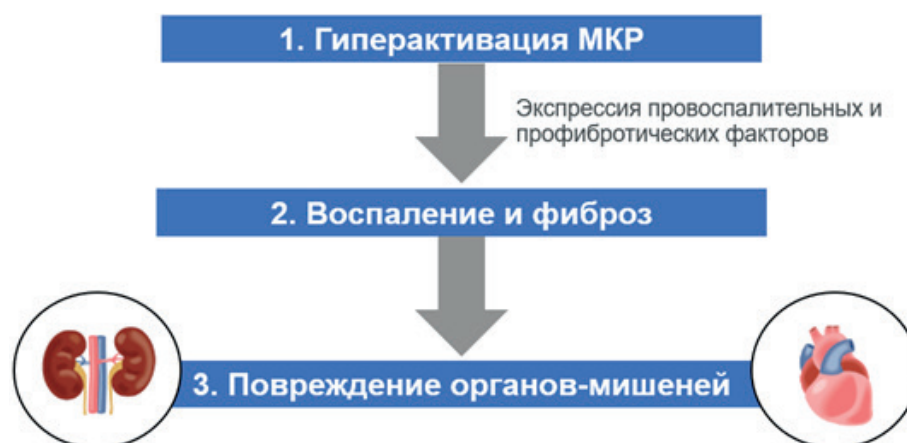 1. Гиперактивация МКР
Экспрессия провоспалительных и
профибротических факторов
2. Воспаление и фиброз
3. Повреждение органов-мишеней